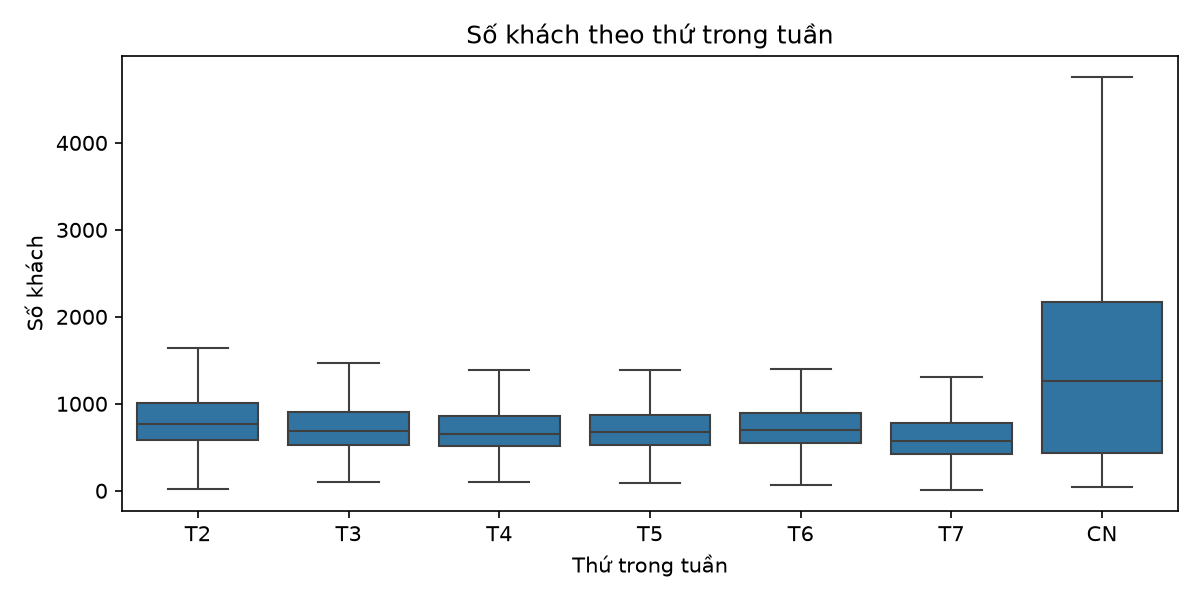 Số khách theo thứ trong tuần
Số khách
4000
3000
2000
1000
0
T2 T3 T4 T5 T6 T7 CN
Thứ trong tuần